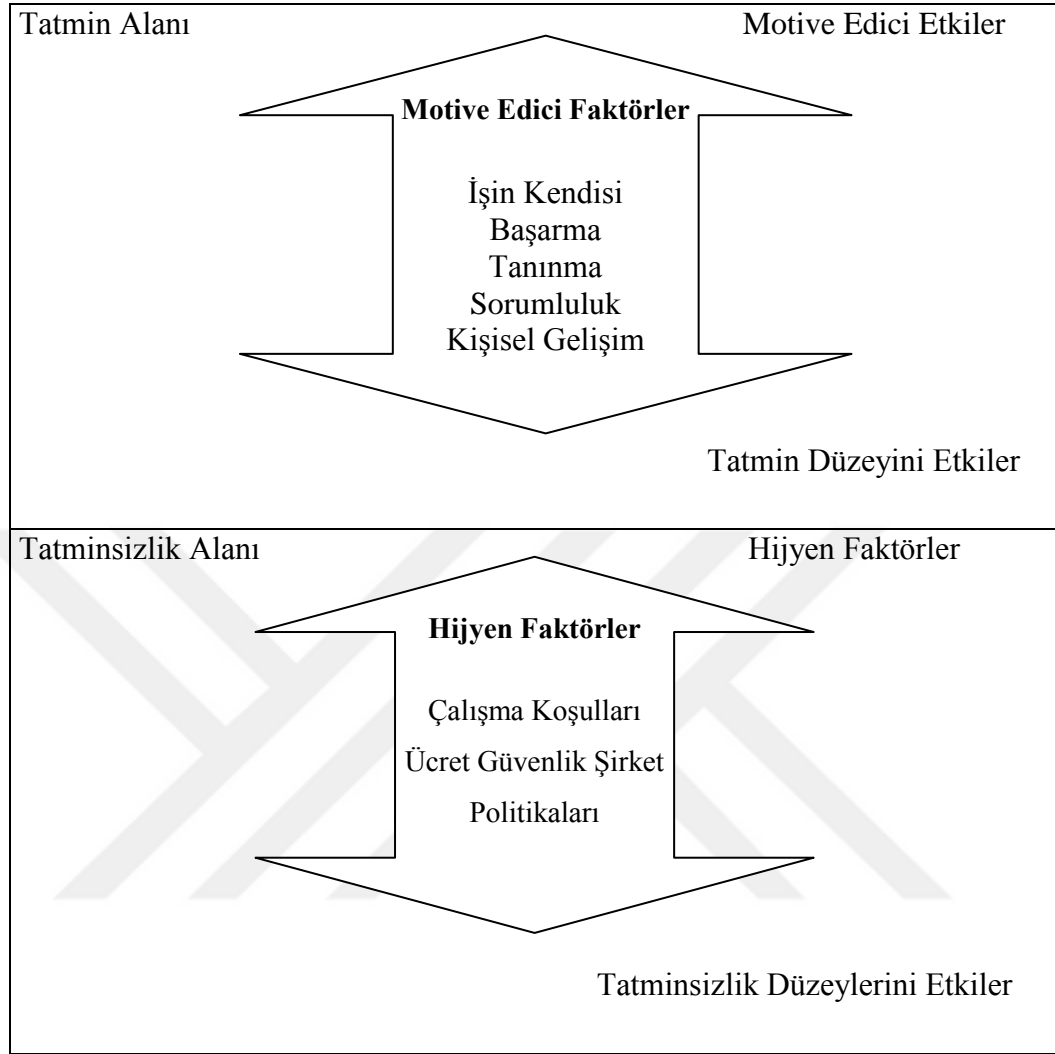 Tatmin Alanı
Motive Edici Etkiler
Motive Edici Faktörler
İşin Kendisi
Başarma
Tanınma
Sorumluluk
Kişisel Gelişim
Tatmin Düzeyini Etkiler
Tatminsizlik Alanı
Hijyen Faktörler
Hijyen Faktörler
Çalışma Koşulları
Ücret Güvenlik Şirket
Politikaları
Tatminsizlik Düzeylerini Etkiler